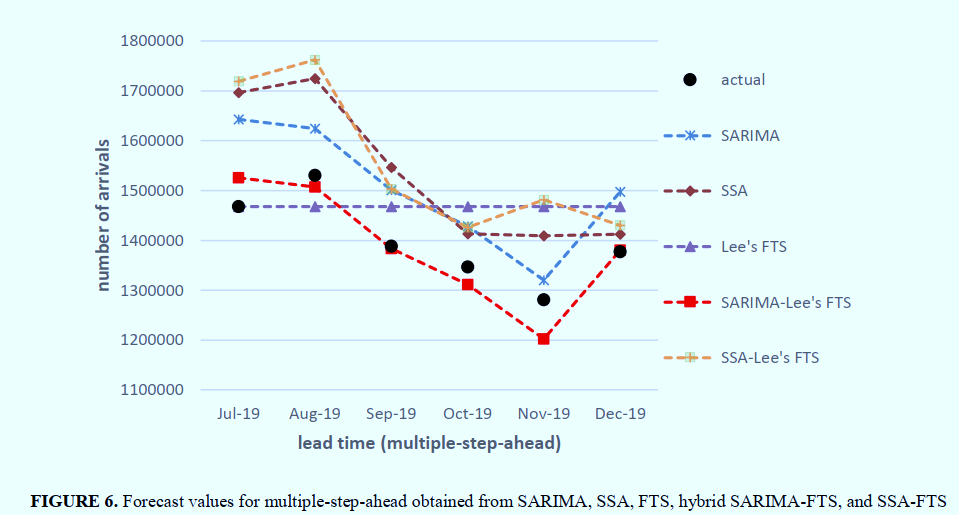 1800000
1700000
1600000
1500000
1400000
1300000
1200000
1100000
number of arrivals
Jul-19 Aug-19 Sep-19 Oct-19 Nov-19 Dec-19
lead time (multiple-step-ahead)
actual
SARIMA
SSA
Lee's FTS
SARIMA-Lee's FTS
SSA-Lee's FTS
FIGURE 6. Forecast values for multiple-step-ahead obtained from SARIMA, SSA, FTS, hybrid SARIMA-FTS, and SSA-FTS